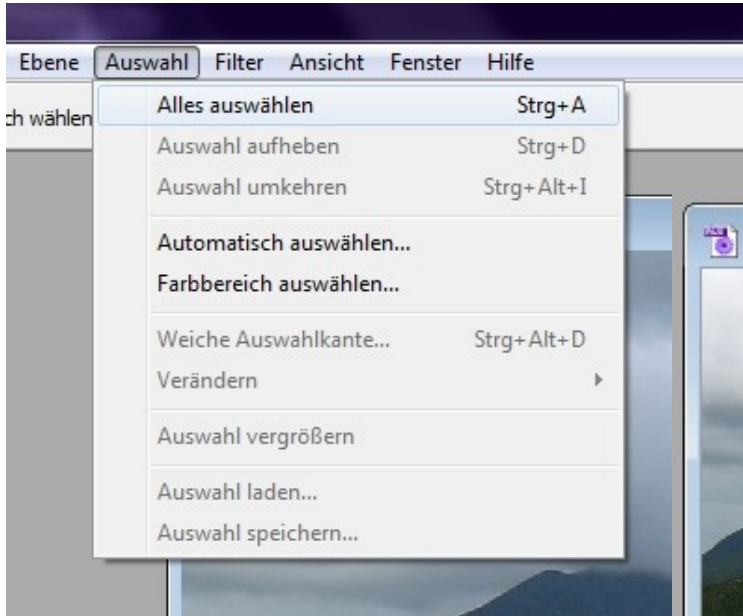 Ebene Auswahl Filter Ansicht Fenster Hilfe
ch wählen
Alles auswählen Strg+A
Auswahl aufheben Strg+D
Auswahl umkehren Strg+Alt+I
Automatisch auswählen...
Farbbereich auswählen...
Weiche Auswahlkante... Strg+Alt+D
Verändern
Auswahl vergrößern
Auswahl laden...
Auswahl speichern...